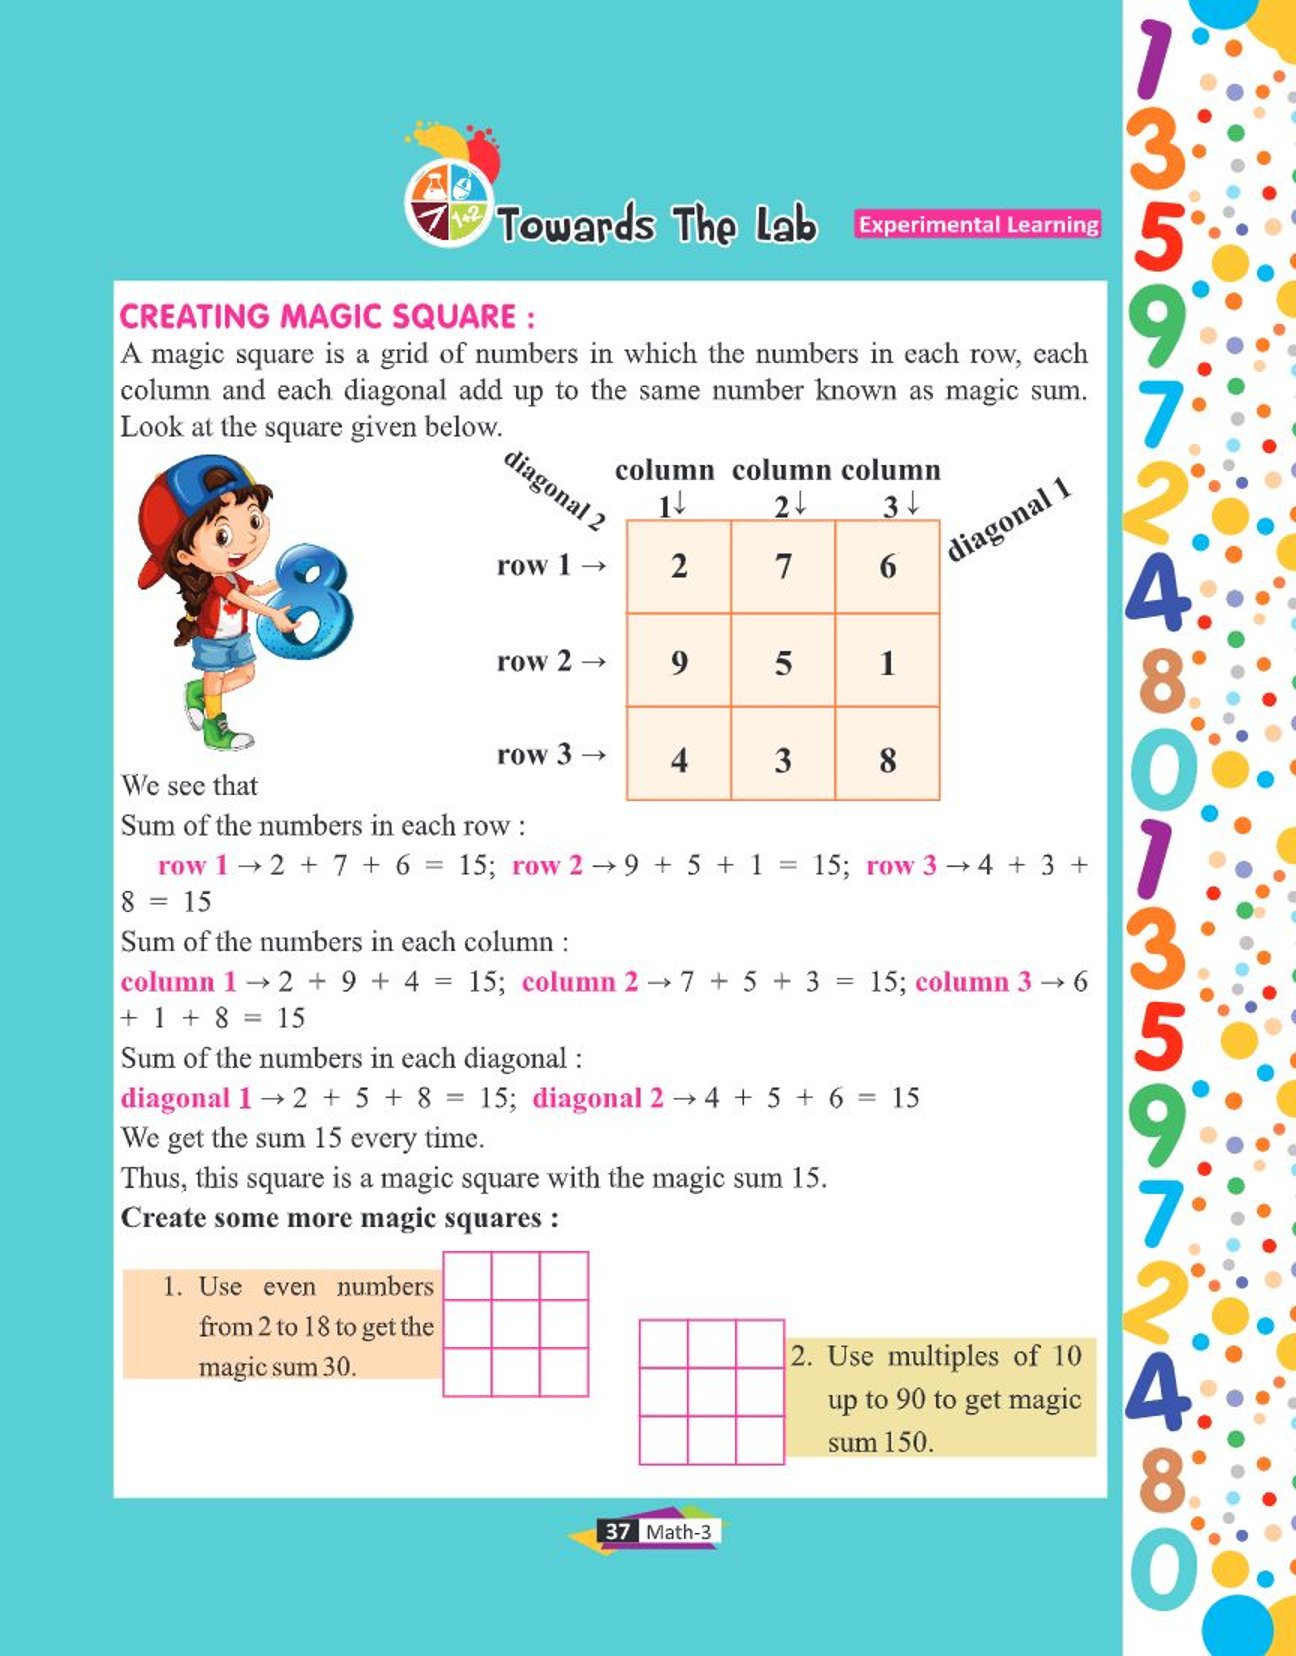 Towards The Lab
Experimental Learning
CREATING MAGIC SQUARE :
A magic square is a grid of numbers in which the numbers in each row, each
column and each diagonal add up to the same number known as magic sum.
Look at the square given below.
diagonal 2
column column column
1↓ 2↓ 3↓
diagonal 1
row 1 → 2 7 6
row 2 → 9 5 1
row 3 → 4 3 8
We see that
Sum of the numbers in each row :
row 1 → 2 + 7 + 6 = 15; row 2 → 9 + 5 + 1 = 15; row 3 → 4 + 3 +
8 = 15
Sum of the numbers in each column :
column 1 → 2 + 9 + 4 = 15; column 2 → 7 + 5 + 3 = 15; column 3 → 6
+ 1 + 8 = 15
Sum of the numbers in each diagonal :
diagonal 1 → 2 + 5 + 8 = 15; diagonal 2 → 4 + 5 + 6 = 15
We get the sum 15 every time.
Thus, this square is a magic square with the magic sum 15.
Create some more magic squares :
1. Use even numbers
from 2 to 18 to get the
magic sum 30.
2. Use multiples of 10
up to 90 to get magic
sum 150.
37 Math-3
1
3
5
9
7
2
4
8
0
1
3
5
9
7
2
4
8
0
8
1+2